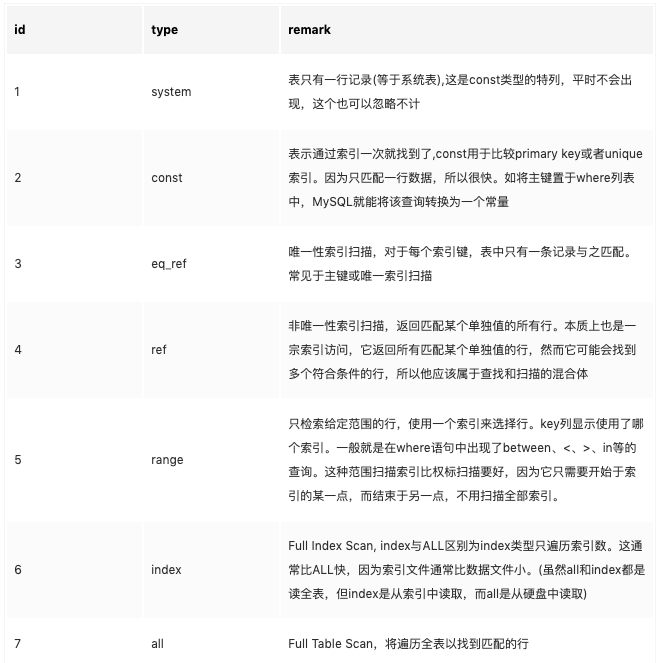 id type remark
1 system 表只有一行记录(等于系统表),这是const类型的特列，平时不会出
现，这个也可以忽略不计
2 const 表示通过索引一次就找到了,const用于比较primary key或者unique
索引。因为只匹配一行数据，所以很快。如将主键置于where列表
中，MySQL就能将该查询转换为一个常量
3 eq_ref 唯一性索引扫描，对于每个索引键，表中只有一条记录与之匹配。
常见于主键或唯一索引扫描
4 ref 非唯一性索引扫描，返回匹配某个单独值的所有行。本质上也是一
宗索引访问，它返回所有匹配某个单独值的行，然而它可能会找到
多个符合条件的行，所以他应该属于查找和扫描的混合体
5 range 只检索给定范围的行，使用一个索引来选择行。key列显示使用了哪
个索引。一般就是在where语句中出现了between、<、>、in等的
查询。这种范围扫描索引比权标扫描要好，因为它只需要开始于索
引的某一点，而结束于另一点，不用扫描全部索引。
6 index Full Index Scan, index与ALL区别为index类型只遍历索引数。这通
常比ALL快，因为索引文件通常比数据文件小。(虽然all和index都是
读全表，但index是从索引中读取，而all是从硬盘中读取)
7 all Full Table Scan，将遍历全表以找到匹配的行